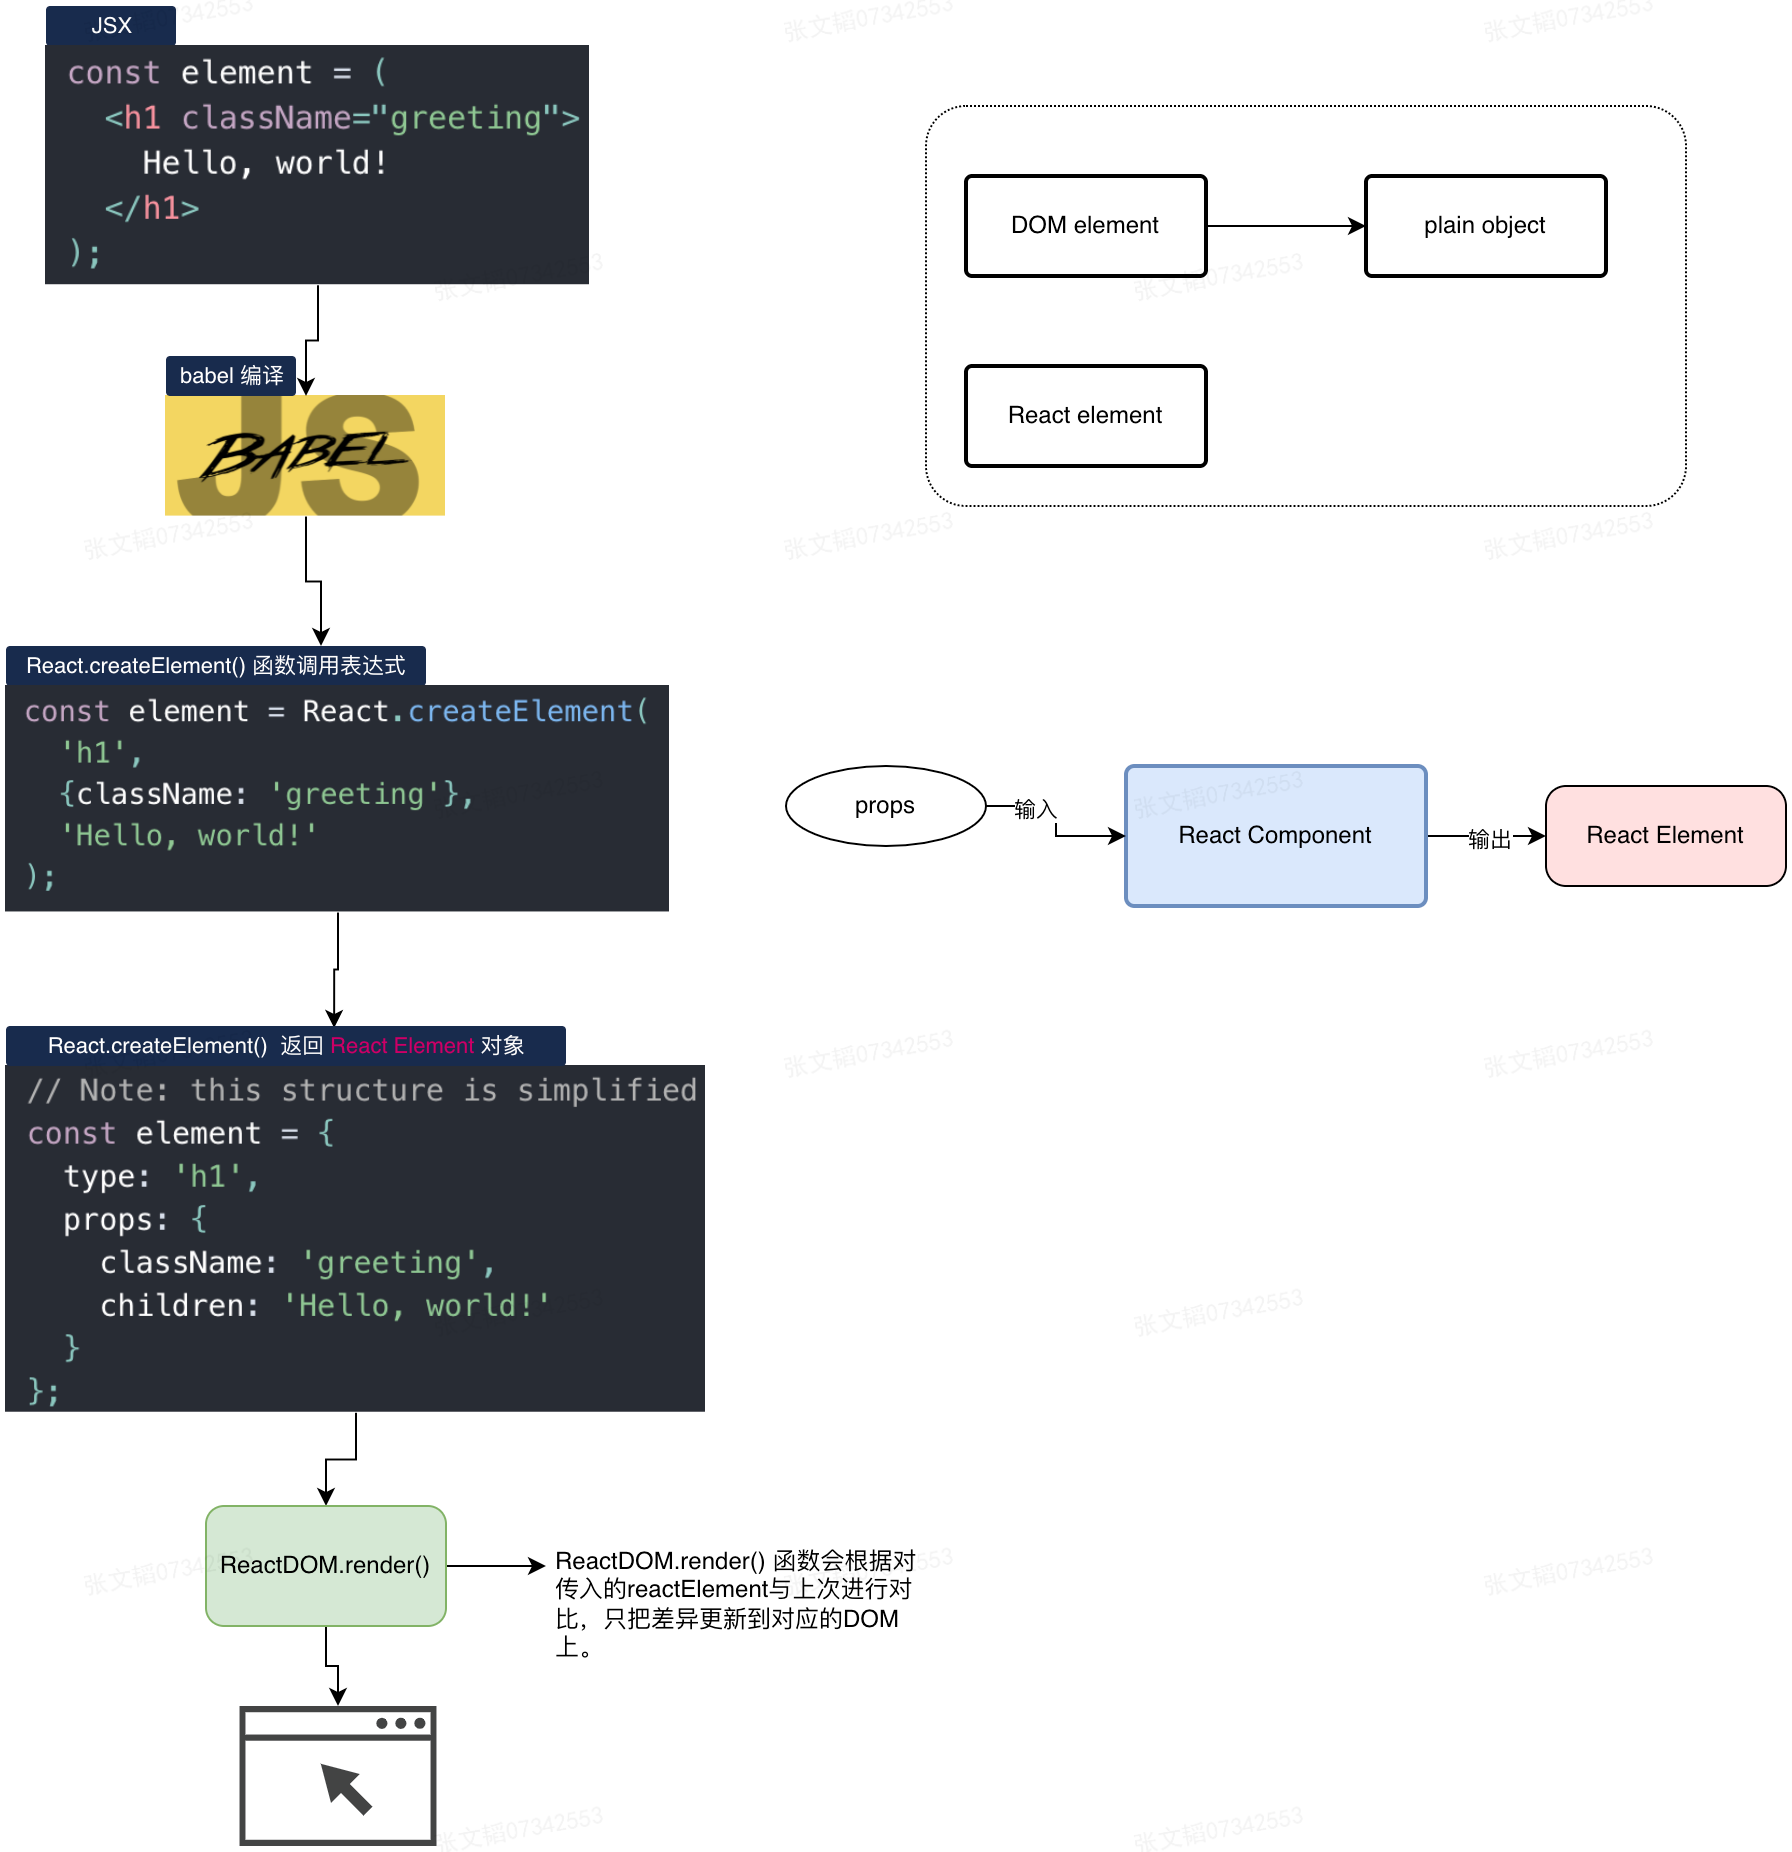 JSX
const element = (
<h1 className="greeting">
Hello, world!
</h1>
);
babel 编译
JS
BABEL
React.createElement() 函数调用表达式
const element = React.createElement(
'h1',
{className: 'greeting'},
'Hello, world!'
);
React.createElement() 返回 React Element 对象
// Note: this structure is simplified
const element = {
type: 'h1',
props: {
className: 'greeting',
children: 'Hello, world!'
}
};
ReactDOM.render()
ReactDOM.render() 函数会根据对
传入的reactElement与上次进行对
比，只把差异更新到对应的DOM
上。
DOM element
plain object
React element
props
输入
React Component
输出
React Element
张文韬07342553